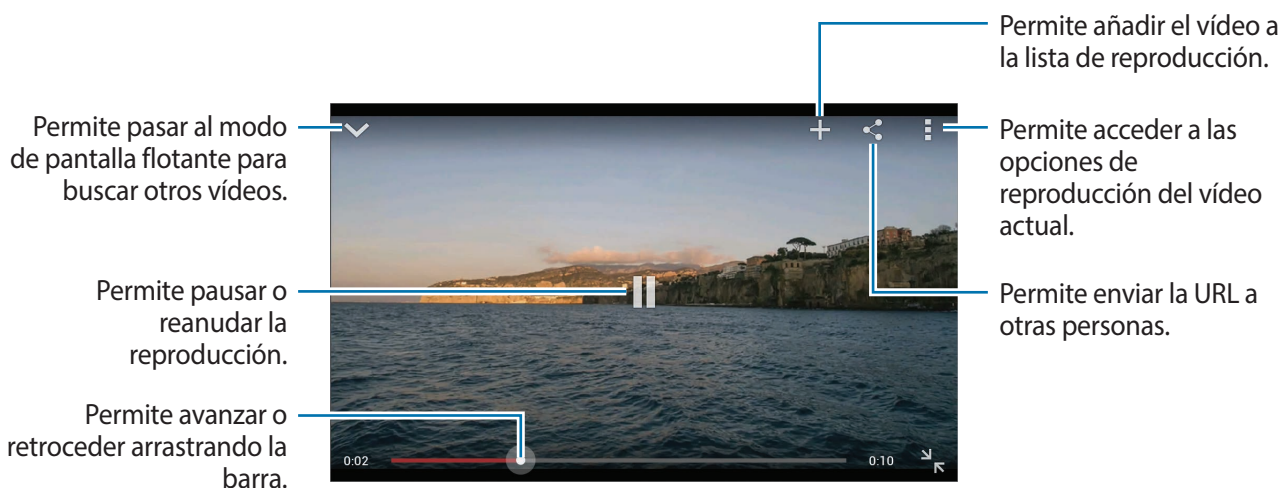 Permite añadir el vídeo a
la lista de reproducción.
Permite pasar al modo
de pantalla flotante para
buscar otros vídeos.
Permite acceder a las
opciones de
reproducción del vídeo
actual.
Permite pausar o
reanudar la
reproducción.
Permite enviar la URL a
otras personas.
Permite avanzar o
retroceder arrastrando la
barra.
0:02
0:10